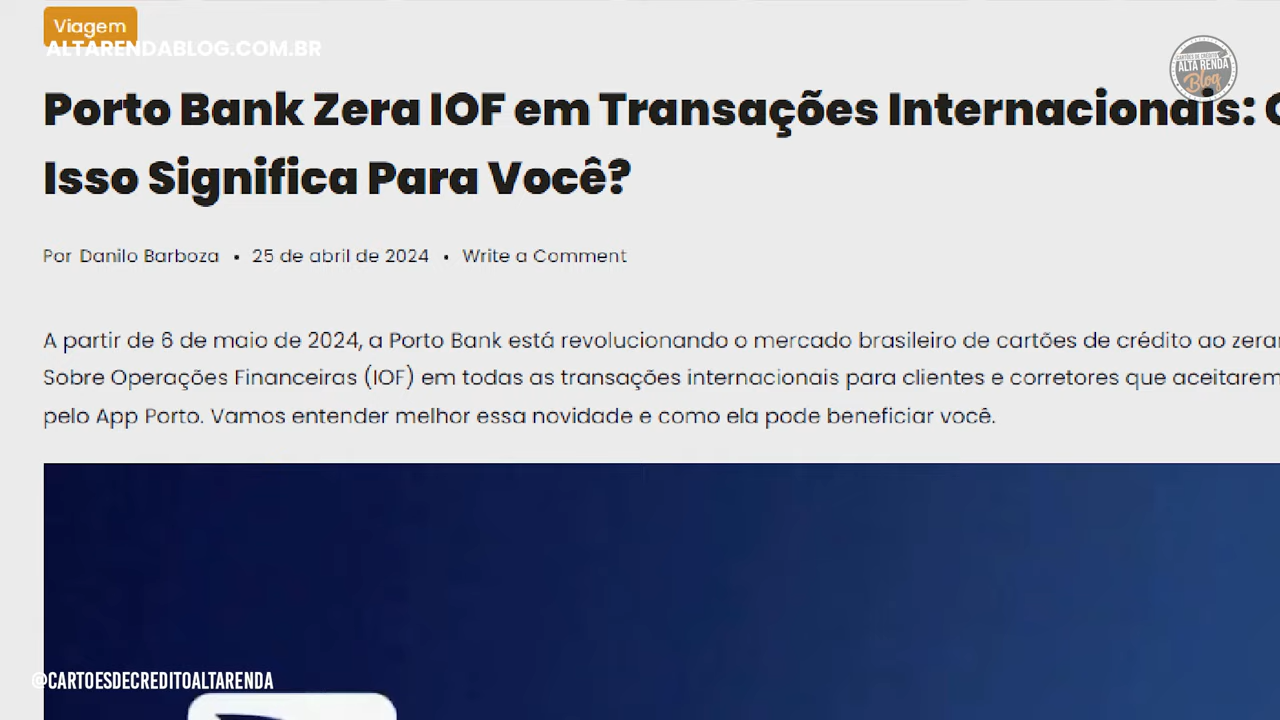 Viagem
ALTARENDABLOG.COM.BR
CARTÕES DE CRÉDITO
ALTA RENDA
Blog
Porto Bank Zera IOF em Transações Internacionais:
Isso Significa Para Você?
Por Danilo Barboza • 25 de abril de 2024 • Write a Comment
A partir de 6 de maio de 2024, a Porto Bank está revolucionando o mercado brasileiro de cartões de crédito ao zerar
Sobre Operações Financeiras (IOF) em todas as transações internacionais para clientes e corretores que aceitarem
pelo App Porto. Vamos entender melhor essa novidade e como ela pode beneficiar você.
@CARTOESDECREDITOALTARENDA